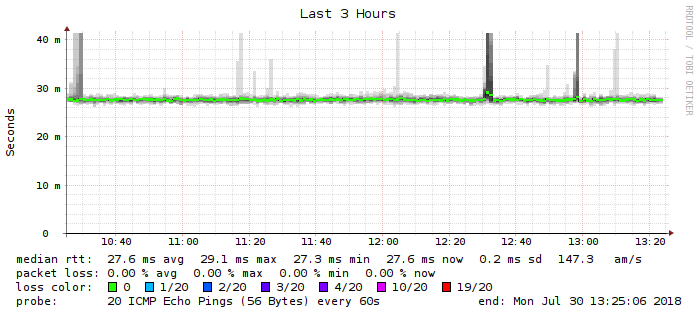 Last 3 Hours
RRDTOOL / TOBI OETIKER
Seconds
40 m
30 m
20 m
10 m
0
10:40 11:00 11:20 11:40 12:00 12:20 12:40 13:00 13:20
median rtt: 27.6 ms avg 29.1 ms max 27.3 ms min 27.6 ms now 0.2 ms sd 147.3 am/s
packet loss: 0.00 % avg 0.00 % max 0.00 % min 0.00 % now
loss color: 0 1/20 2/20 3/20 4/20 10/20 19/20
probe: 20 ICMP Echo Pings (56 Bytes) every 60s end: Mon Jul 30 13:25:06 2018